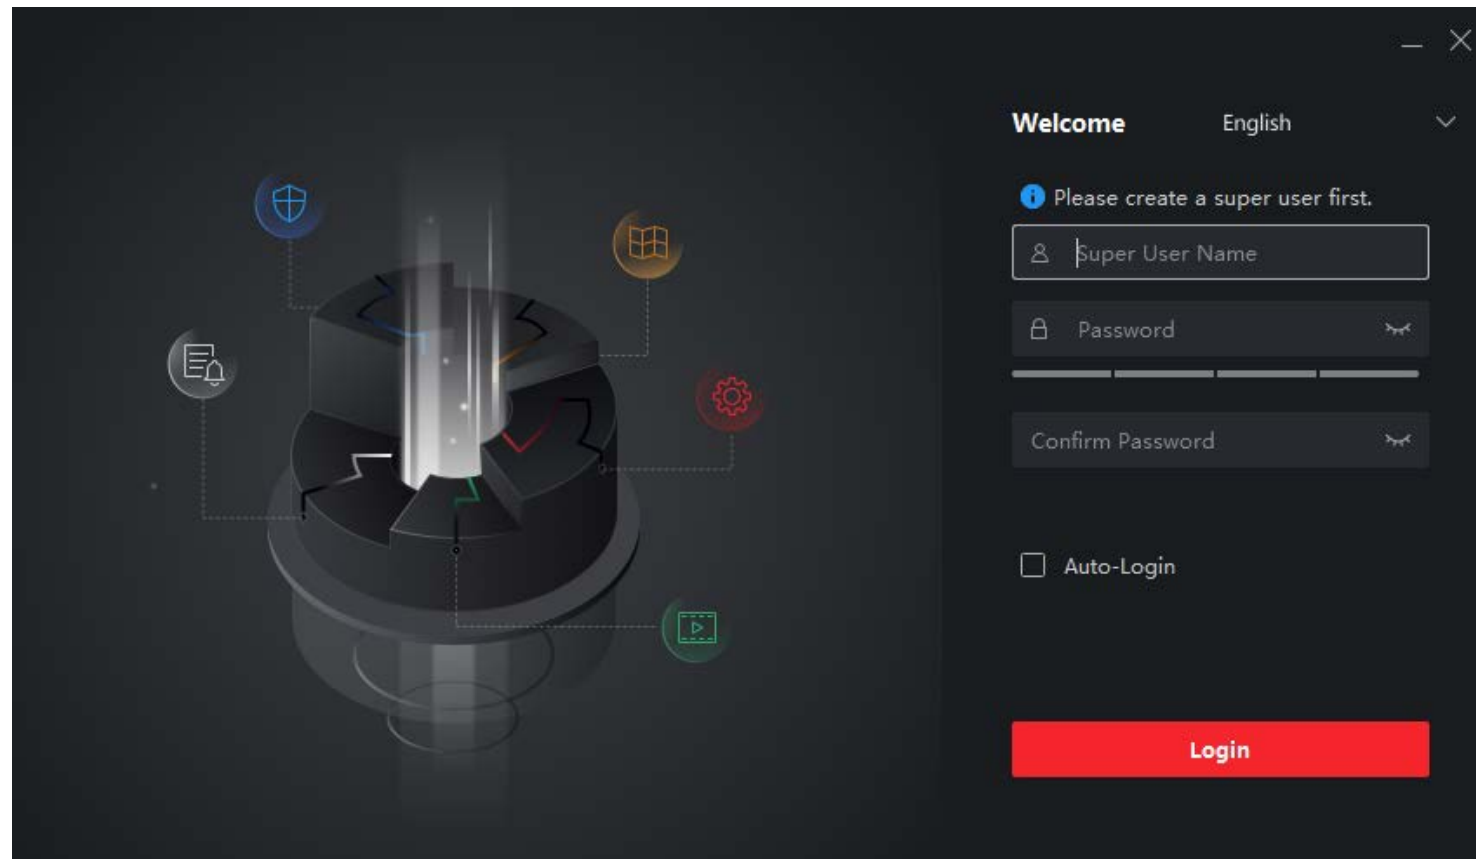 Welcome English
Please create a super user first.
Super User Name
Password
Confirm Password
Auto-Login
Login